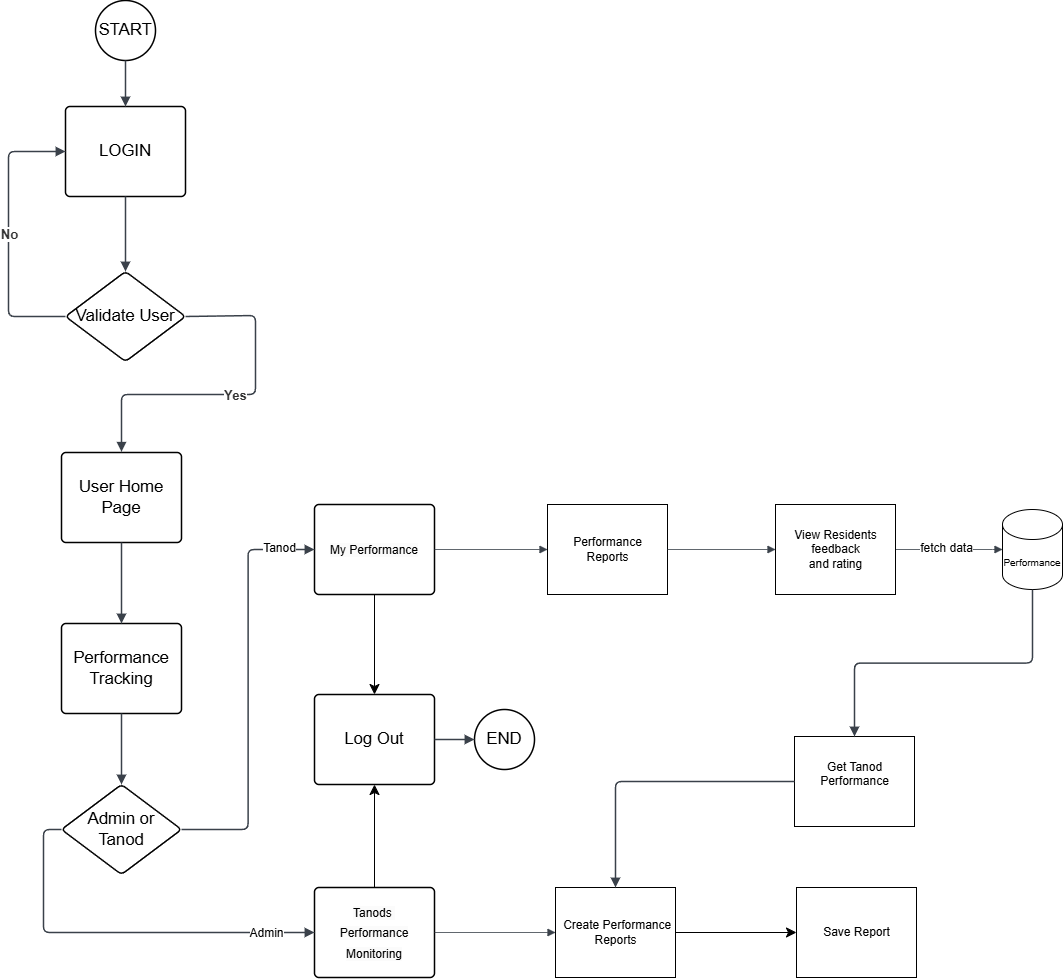 START
LOGIN
No
Validate User
Yes
User Home
Page
Tanod
My Performance
Performance
Reports
View Residents
feedback
and rating
fetch data
Performance
Performance
Tracking
Log Out
END
Get Tanod
Performance
Admin or
Tanod
Admin
Tanods
Performance
Monitoring
Create Performance
Reports
Save Report